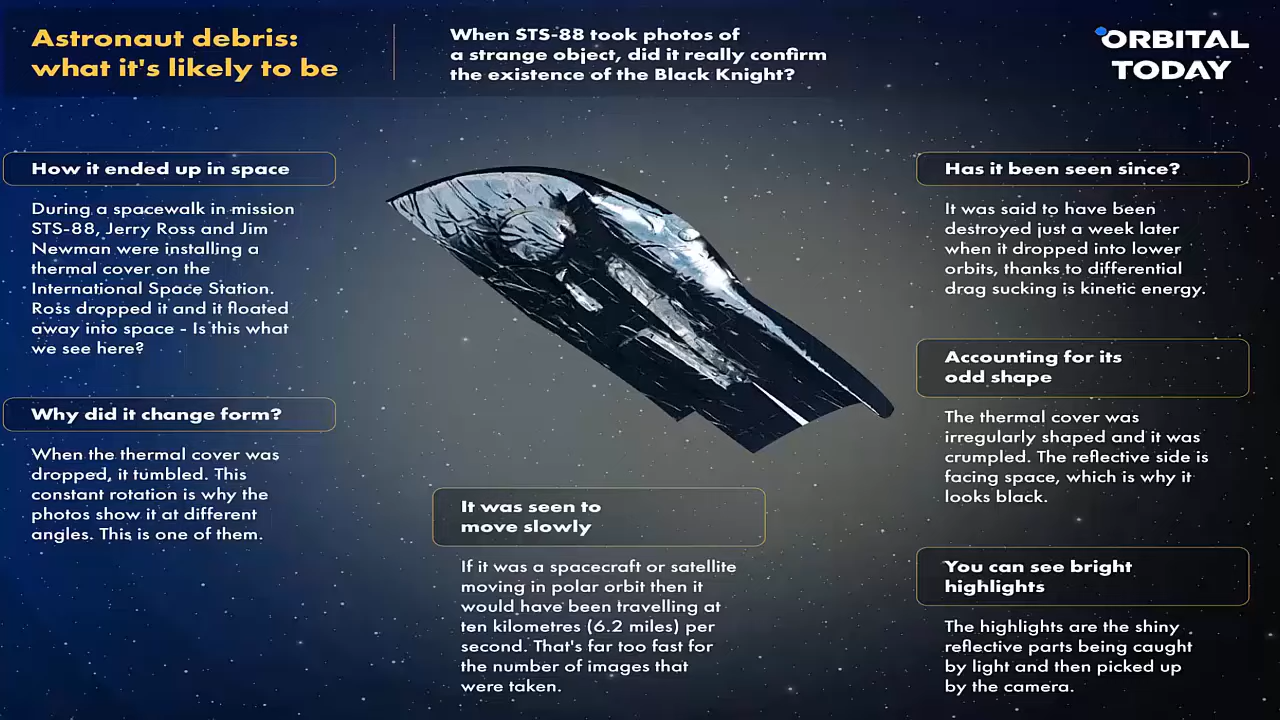 Astronaut debris:
what it's likely to be
When STS-88 took photos of
a strange object, did it really confirm
the existence of the Black Knight?
ORBITAL
TODAY
How it ended up in space
During a spacewalk in mission
STS-88, Jerry Ross and Jim
Newman were installing a
thermal cover on the
International Space Station.
Ross dropped it and it floated
away into space - Is this what
we see here?
Why did it change form?
When the thermal cover was
dropped, it tumbled. This
constant rotation is why the
photos show it at different
angles. This is one of them.
It was seen to
move slowly
If it was a spacecraft or satellite
moving in polar orbit then it
would have been travelling at
ten kilometres (6.2 miles) per
second. That's far too fast for
the number of images that
were taken.
Has it been seen since?
It was said to have been
destroyed just a week later
when it dropped into lower
orbits, thanks to differential
drag sucking is kinetic energy.
Accounting for its
odd shape
The thermal cover was
irregularly shaped and it was
crumpled. The reflective side is
facing space, which is why it
looks black.
You can see bright
highlights
The highlights are the shiny
reflective parts being caught
by light and then picked up
by the camera.